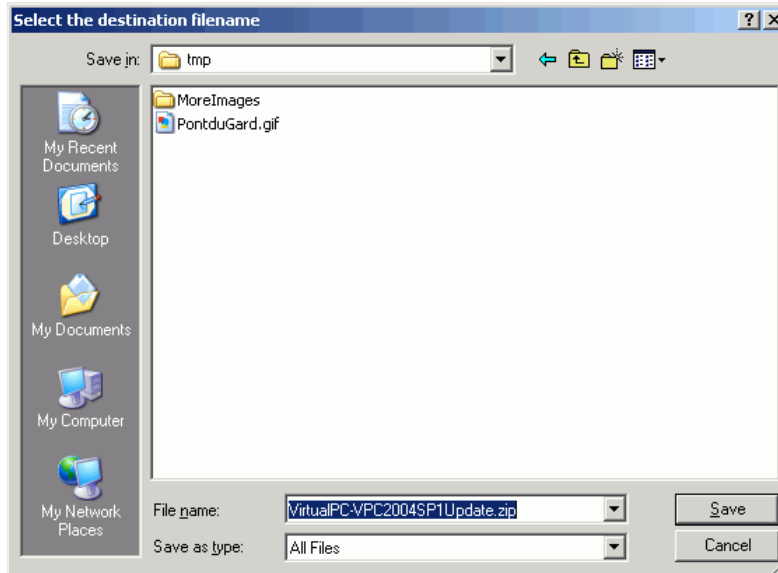 Select the destination filename
Save in: tmp
MoreImages
PontduGard.gif
My Recent
Documents
Desktop
My Documents
My Computer
My Network
Places
File name: VirtualPC-VPC2004SP1Update.zip Save
Save as type: All Files Cancel